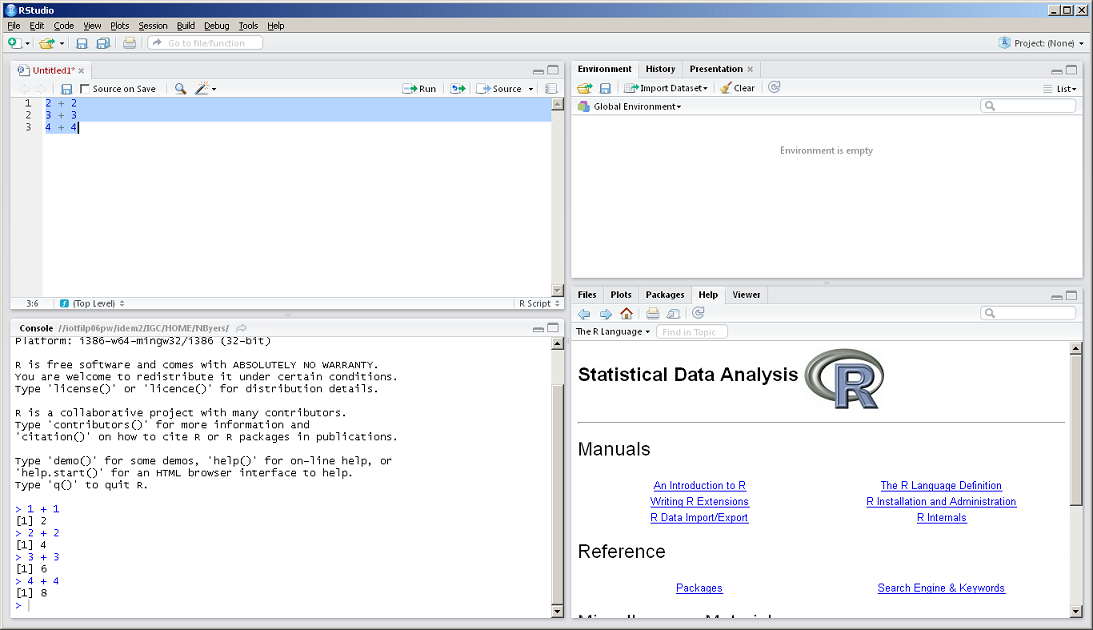 RStudio
File Edit Code View Plots Session Build Debug Tools Help
Go to file/function
Project: (None)
Untitled1*
Source on Save
Run
Source
1 2 + 2
2 3 + 3
3 4 + 4
3:6 (Top Level) R Script
Console //iotfilp06pw/idem2/IGC/HOME/NByers/
Platform: i386-w64-mingw32/i386 (32-bit)
R is free software and comes with ABSOLUTELY NO WARRANTY.
You are welcome to redistribute it under certain conditions.
Type 'license()' or 'licence()' for distribution details.
R is a collaborative project with many contributors.
Type 'contributors()' for more information and
'citation()' on how to cite R or R packages in publications.
Type 'demo()' for some demos, 'help()' for on-line help, or
'help.start()' for an HTML browser interface to help.
Type 'q()' to quit R.
> 1 + 1
[1] 2
> 2 + 2
[1] 4
> 3 + 3
[1] 6
> 4 + 4
[1] 8
>
Environment History Presentation
Import Dataset Clear List
Global Environment
Environment is empty
Files Plots Packages Help Viewer
The R Language Find in Topic
Statistical Data Analysis R
Manuals
An Introduction to R The R Language Definition
Writing R Extensions R Installation and Administration
R Data Import/Export R Internals
Reference
Packages Search Engine & Keywords